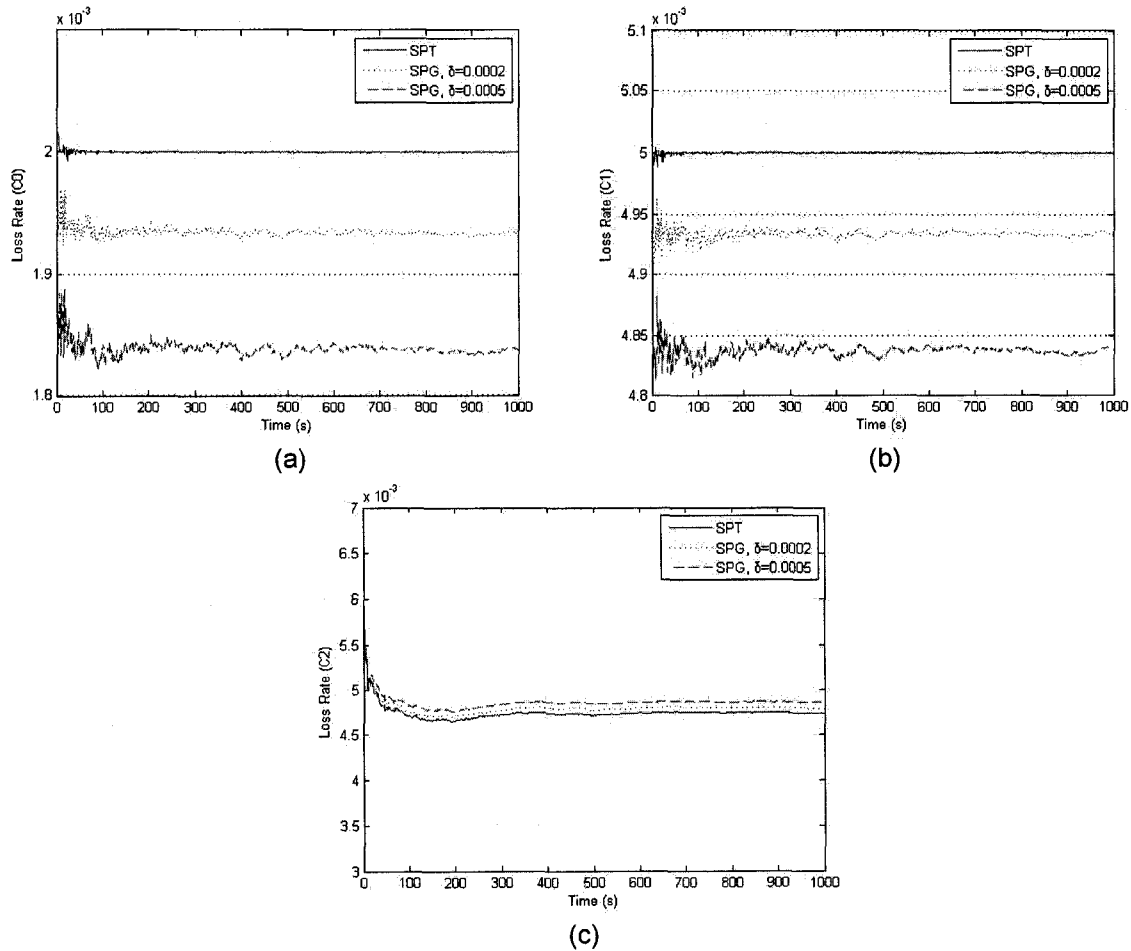 x 10⁻³
SPT
SPG, δ=0.0002
SPG, δ=0.0005
2
1.9
1.8
Loss Rate (C0)
0 100 200 300 400 500 600 700 800 900 1000
Time (s)
(a)
x 10⁻³
5.1
SPT
SPG, δ=0.0002
SPG, δ=0.0005
5.05
5
4.95
4.9
4.85
4.8
Loss Rate (C1)
0 100 200 300 400 500 600 700 800 900 1000
Time (s)
(b)
x 10⁻³
7
SPT
SPG, δ=0.0002
SPG, δ=0.0005
6.5
6
5.5
5
4.5
4
3.5
3
Loss Rate (C2)
0 100 200 300 400 500 600 700 800 900 1000
Time (s)
(c)